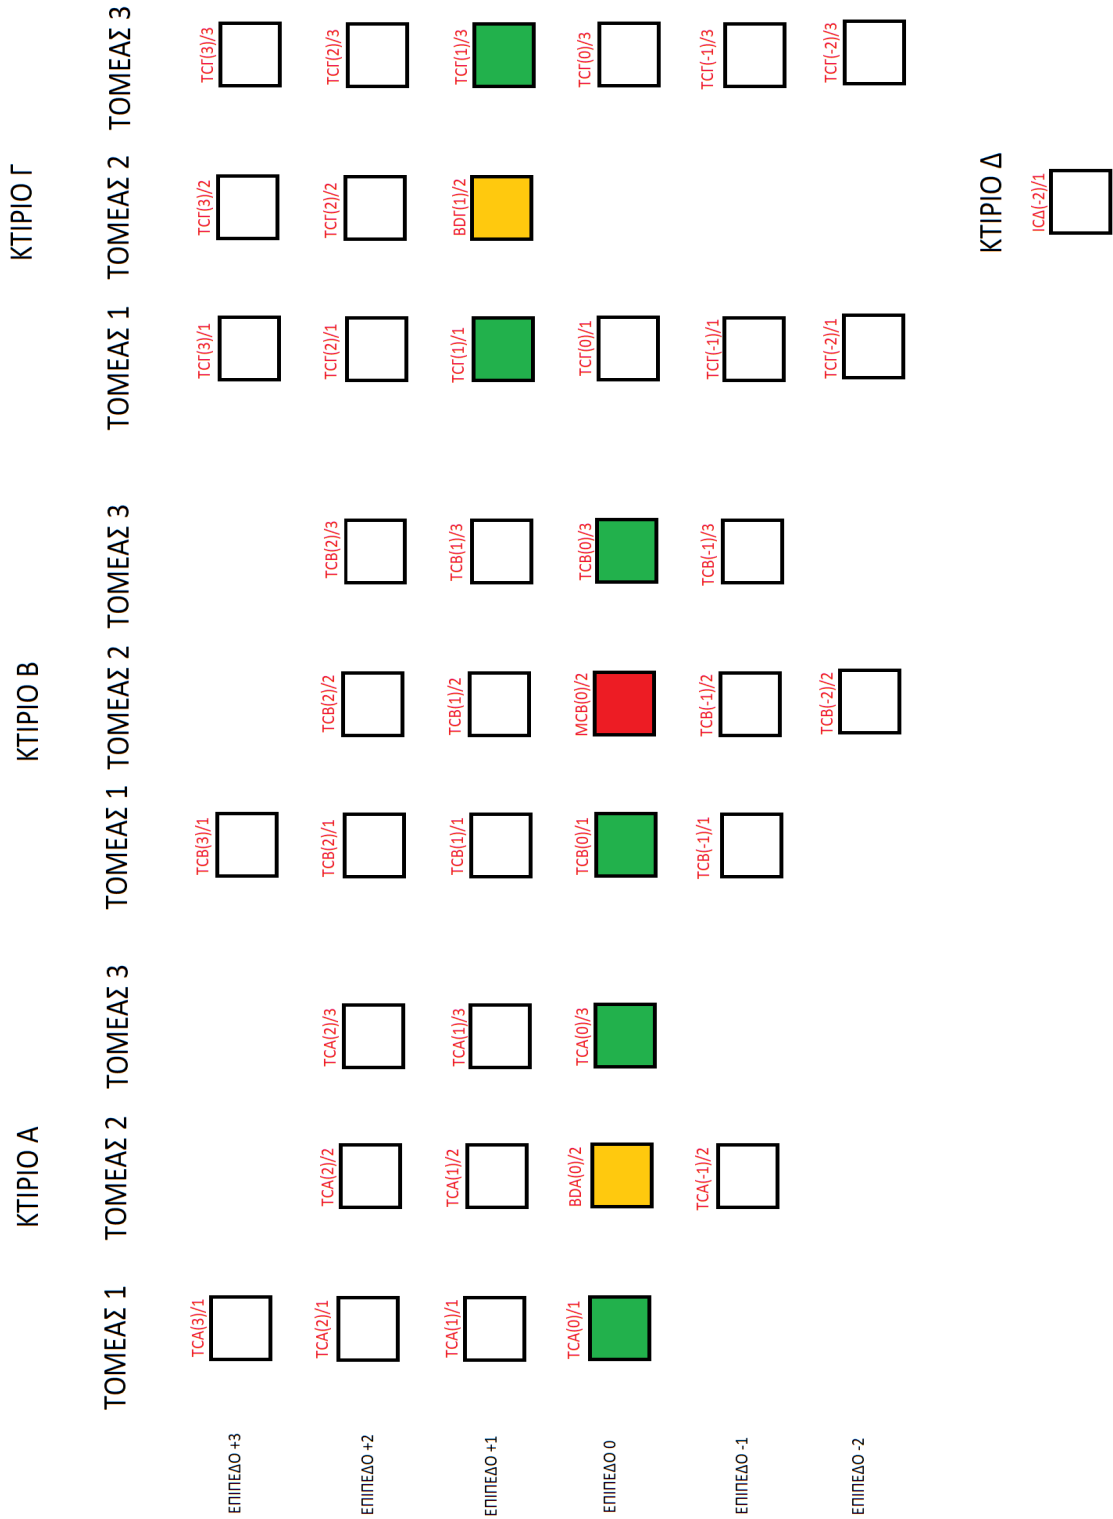 ΚΤΙΡΙΟ Α
ΚΤΙΡΙΟ Β
ΚΤΙΡΙΟ Γ
ΤΟΜΕΑΣ 1
ΤΟΜΕΑΣ 2
ΤΟΜΕΑΣ 3
ΤΟΜΕΑΣ 1
ΤΟΜΕΑΣ 2
ΤΟΜΕΑΣ 3
ΤΟΜΕΑΣ 1
ΤΟΜΕΑΣ 2
ΤΟΜΕΑΣ 3
ΕΠΙΠΕΔΟ +3
TCA(3)/1
TCB(3)/1
TCΓ(3)/1
TCΓ(3)/2
TCΓ(3)/3
ΕΠΙΠΕΔΟ +2
TCA(2)/1
TCA(2)/2
TCA(2)/3
TCB(2)/1
TCB(2)/2
TCB(2)/3
TCΓ(2)/1
TCΓ(2)/2
TCΓ(2)/3
ΕΠΙΠΕΔΟ +1
TCA(1)/1
TCA(1)/2
TCA(1)/3
TCB(1)/1
TCB(1)/2
TCB(1)/3
TCΓ(1)/1
BDΓ(1)/2
TCΓ(1)/3
ΕΠΙΠΕΔΟ 0
TCA(0)/1
BDA(0)/2
TCA(0)/3
TCB(0)/1
MCB(0)/2
TCB(0)/3
TCΓ(0)/1
TCΓ(0)/3
ΕΠΙΠΕΔΟ -1
TCA(-1)/2
TCB(-1)/1
TCB(-1)/2
TCB(-1)/3
TCΓ(-1)/1
TCΓ(-1)/3
ΕΠΙΠΕΔΟ -2
TCB(-2)/2
TCΓ(-2)/1
TCΓ(-2)/3
ΚΤΙΡΙΟ Δ
ICΔ(-2)/1